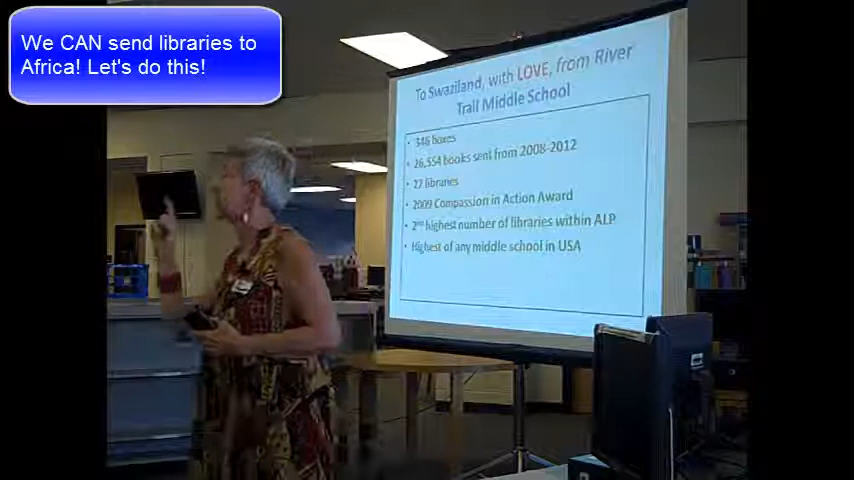 We CAN send libraries to
Africa! Let's do this!
To Swaziland, with LOVE, from River
Trail Middle School
• 346 boxes
• 26,554 books sent from 2008-2012
• 27 libraries
• 2009 Compassion in Action Award
• 2nd highest number of libraries within ALP
• Highest of any middle school in USA